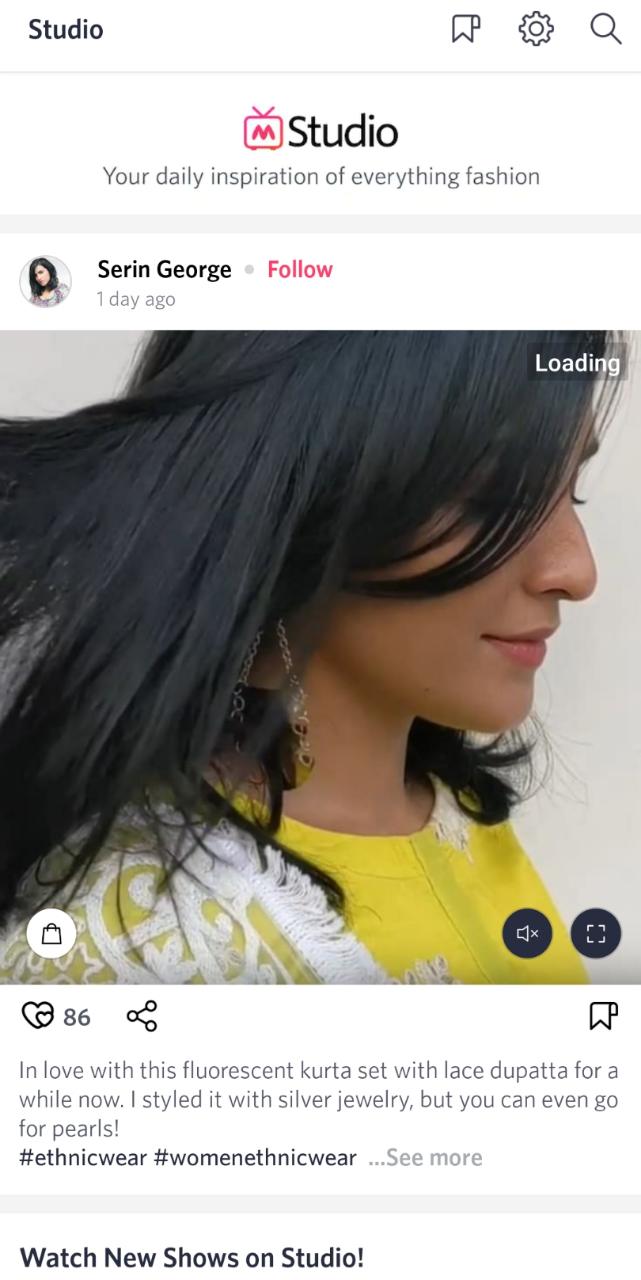 Studio
Studio
Your daily inspiration of everything fashion
Serin George • Follow
1 day ago
Loading
86
In love with this fluorescent kurta set with lace dupatta for a
while now. I styled it with silver jewelry, but you can even go
for pearls!
#ethnicwear #womenethnicwear ...See more
Watch New Shows on Studio!